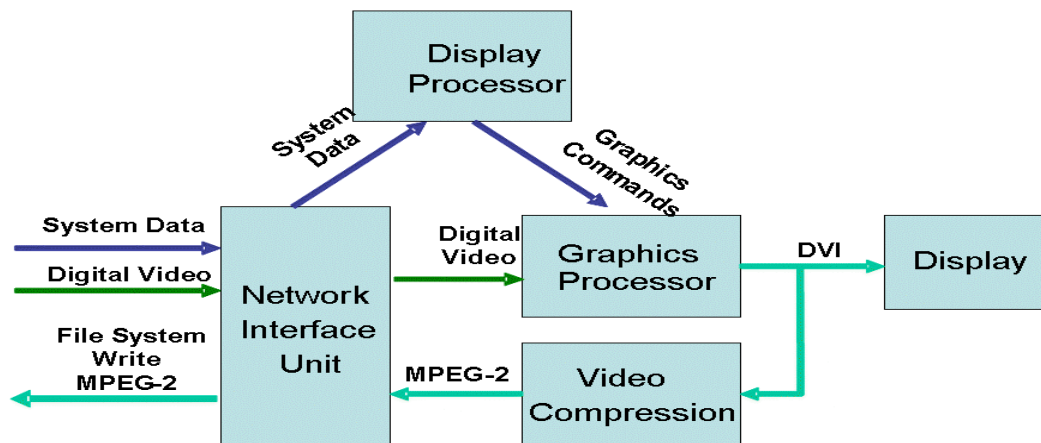 Display
Processor
System
Data
Graphics
Commands
System Data
Digital Video
File System
Write
MPEG-2
Network
Interface
Unit
Digital
Video
Graphics
Processor
DVI
Display
MPEG-2
Video
Compression